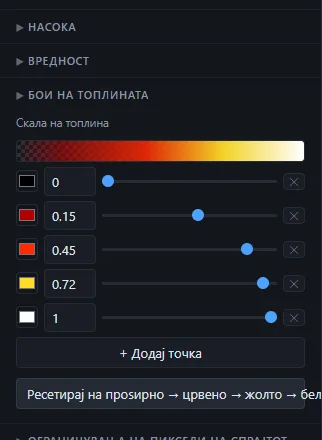 НАСОКА
ВРЕДНОСТ
БОИ НА ТОПЛИНАТА
Скала на топлина
0
0.15
0.45
0.72
1
+ Додај точка
Ресетирај на проѕирно → црвено → жолто → бел